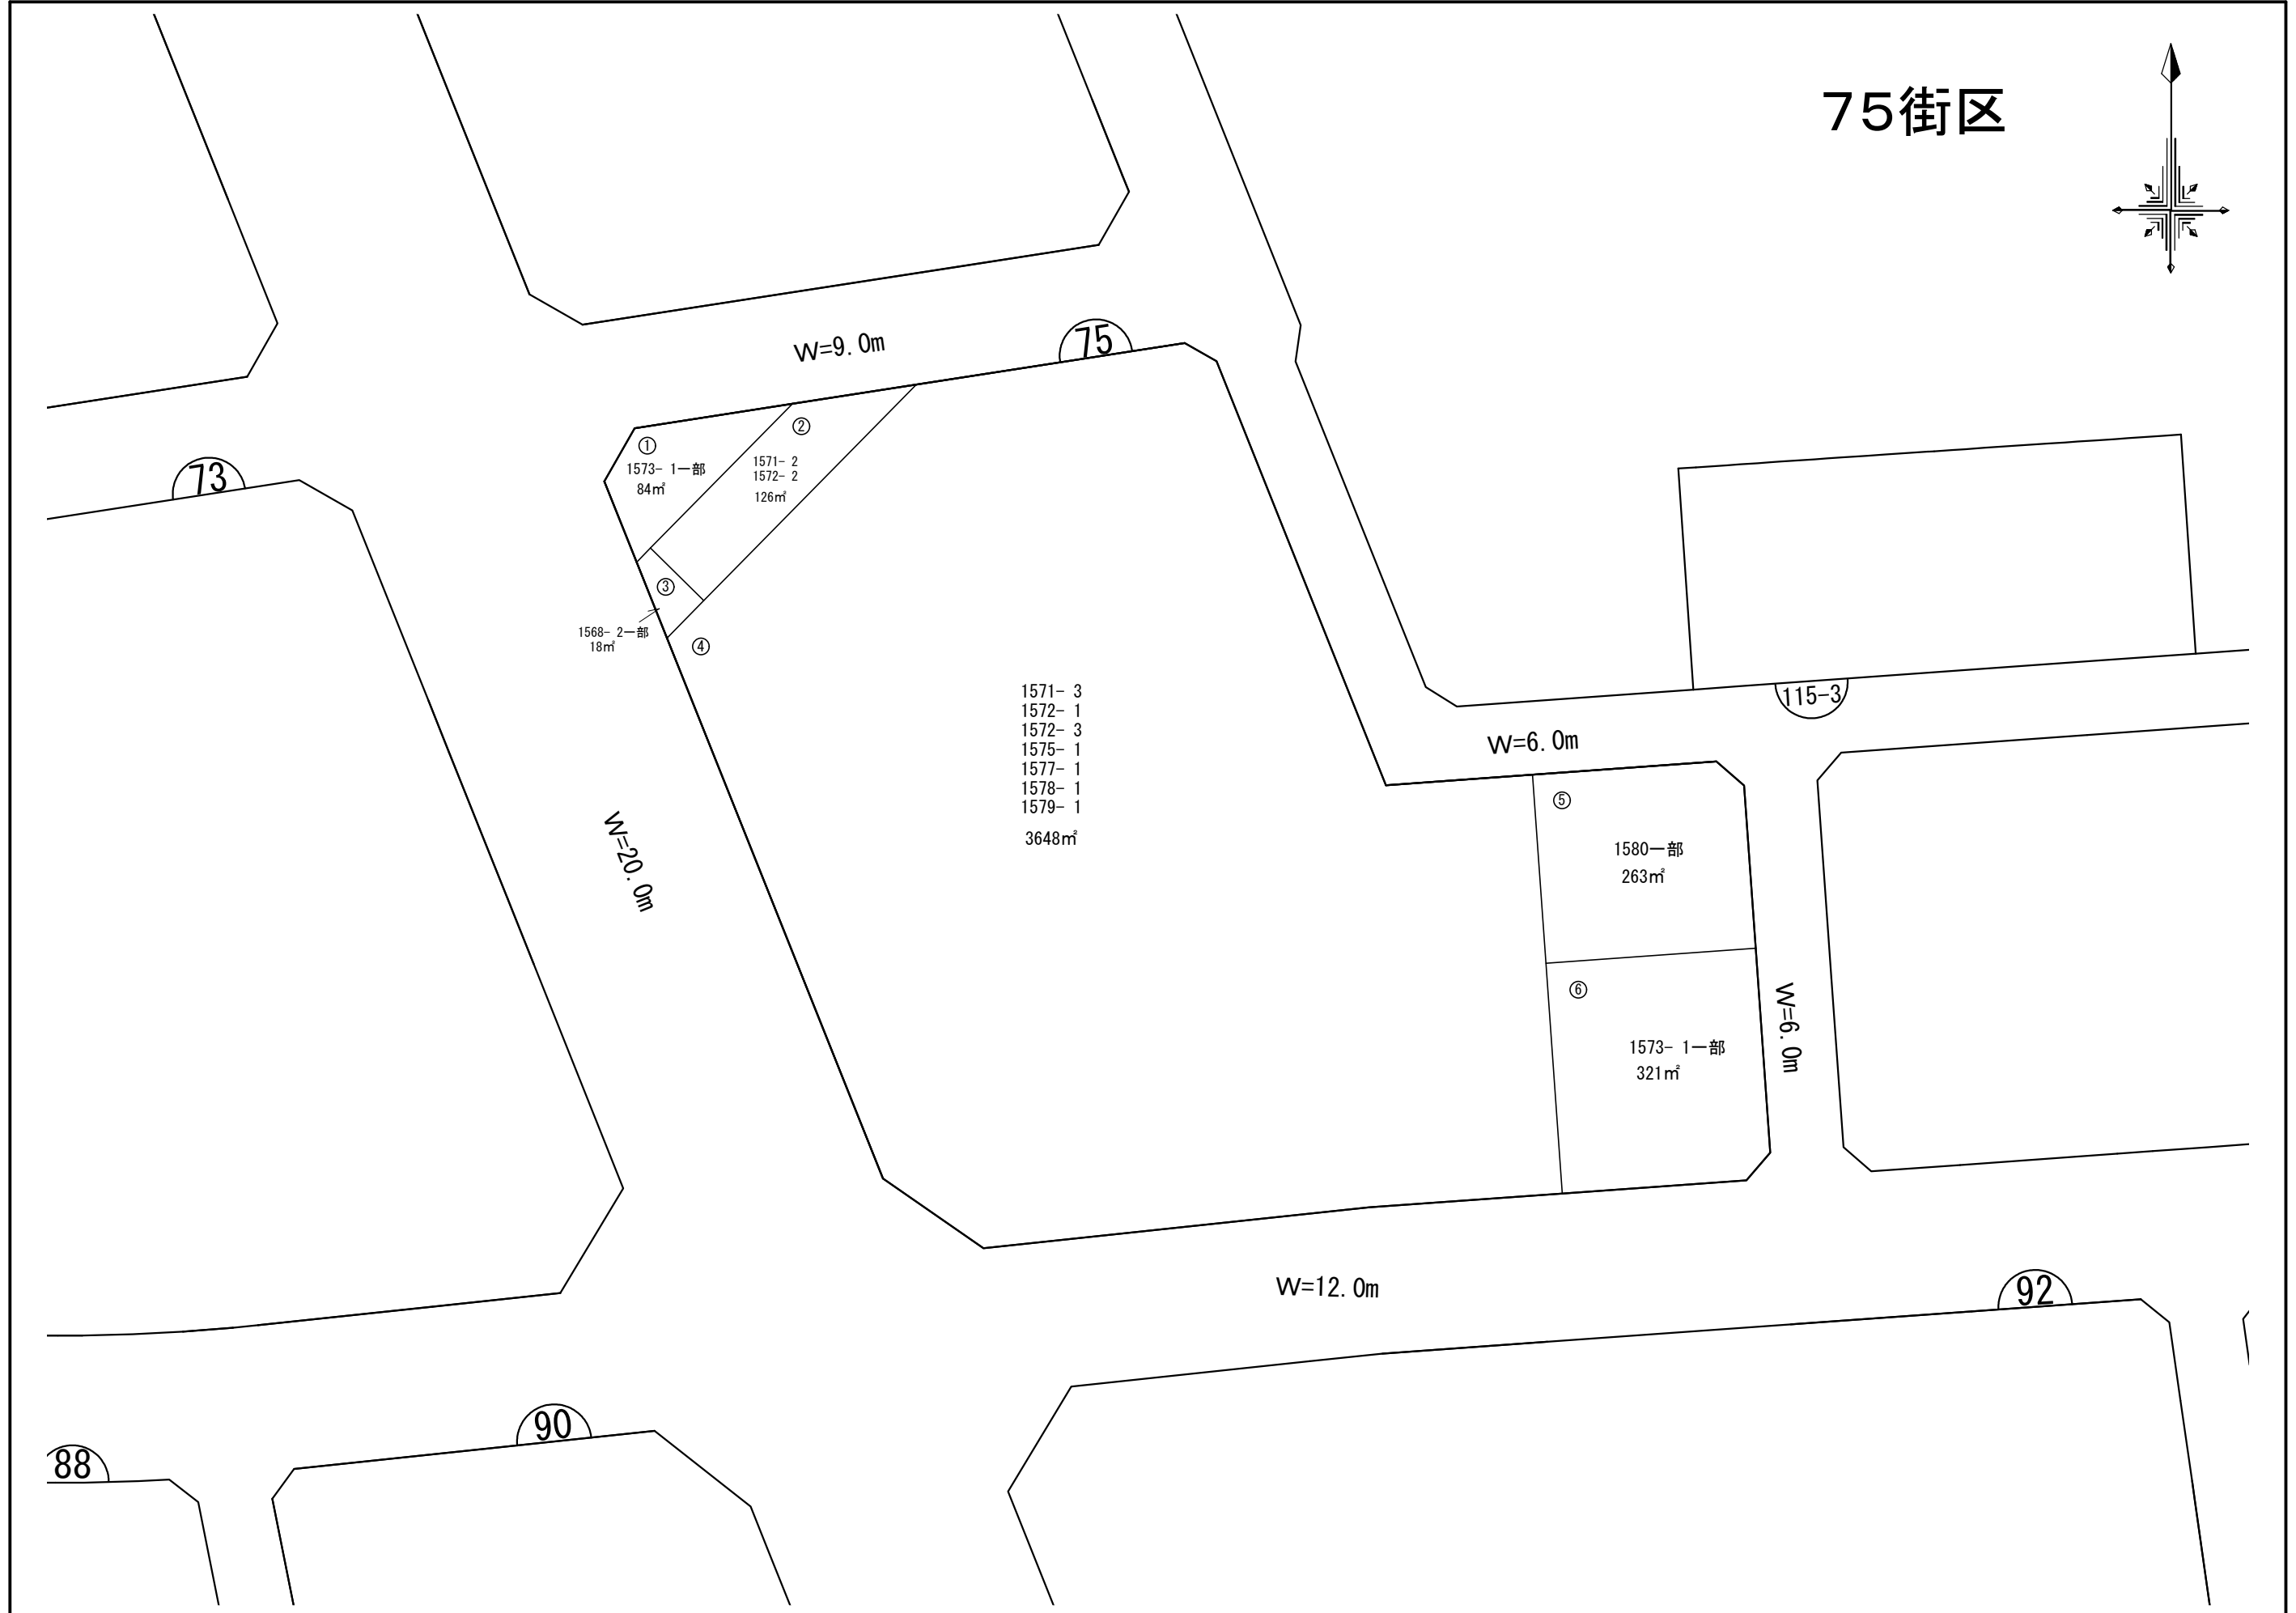 75街区
W=9.0m
75
①
1573- 1一部
84㎡
②
1571- 2
1572- 2
126㎡
73
③
1568- 2一部
18㎡
④
1571- 3
1572- 1
1572- 3
1575- 1
1577- 1
1578- 1
1579- 1
3648㎡
115-3
W=6.0m
⑤
1580一部
263㎡
W=20.0m
⑥
1573- 1一部
321㎡
W=6.0m
W=12.0m
92
90
88